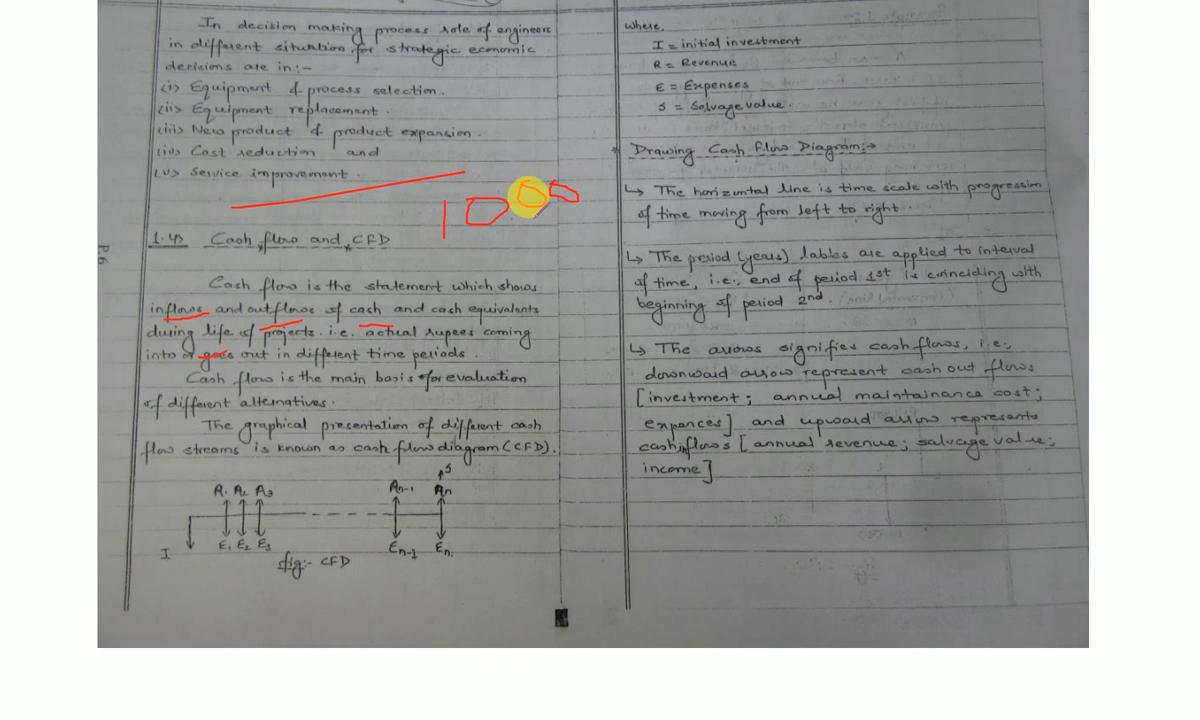 In decision making process role of engineers
in different situation for strategic economic
decisions are in:-
(i) Equipment & process selection.
(ii) Equipment replacement.
(iii) New product & product expansion.
(iv) Cost reduction and
(v) Service improvement.
1000
1.4) Cash flow and CFD
Cash flow is the statement which shows
inflows and outflows of cash and cash equivalents
during life of projects. i.e. actual rupees coming
into or goes out in different time periods.
Cash flow is the main basis for evaluation
of different alternatives.
The graphical presentation of different cash
flow streams is known as cash flow diagram (CFD).
S
R1 R2 R3 Rn-1 Rn
I E1 E2 E3 En-1 En
fig:- CFD
P.6
where,
I = initial investment
R = Revenue
E = Expenses
S = Salvage value.
Drawing Cash Flow Diagram:→
↳ The horizontal line is time scale with progression
of time moving from left to right.
↳ The period (years) lables are applied to interval
of time, i.e., end of period 1st is coinciding with
beginning of period 2nd.
↳ The arrows signifies cash flows, i.e.,
downward arrow represent cash out flows
[investment; annual maintainance cost;
expances] and upward arrow represents
cash inflows [annual revenue; salvage value;
income]